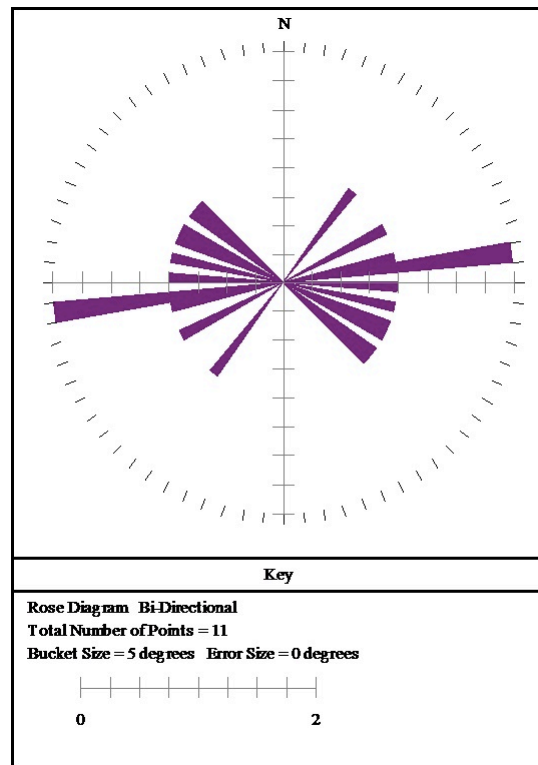 N
Key
Rose Diagram Bi-Directional
Total Number of Points = 11
Bucket Size = 5 degrees Error Size = 0 degrees
0 2